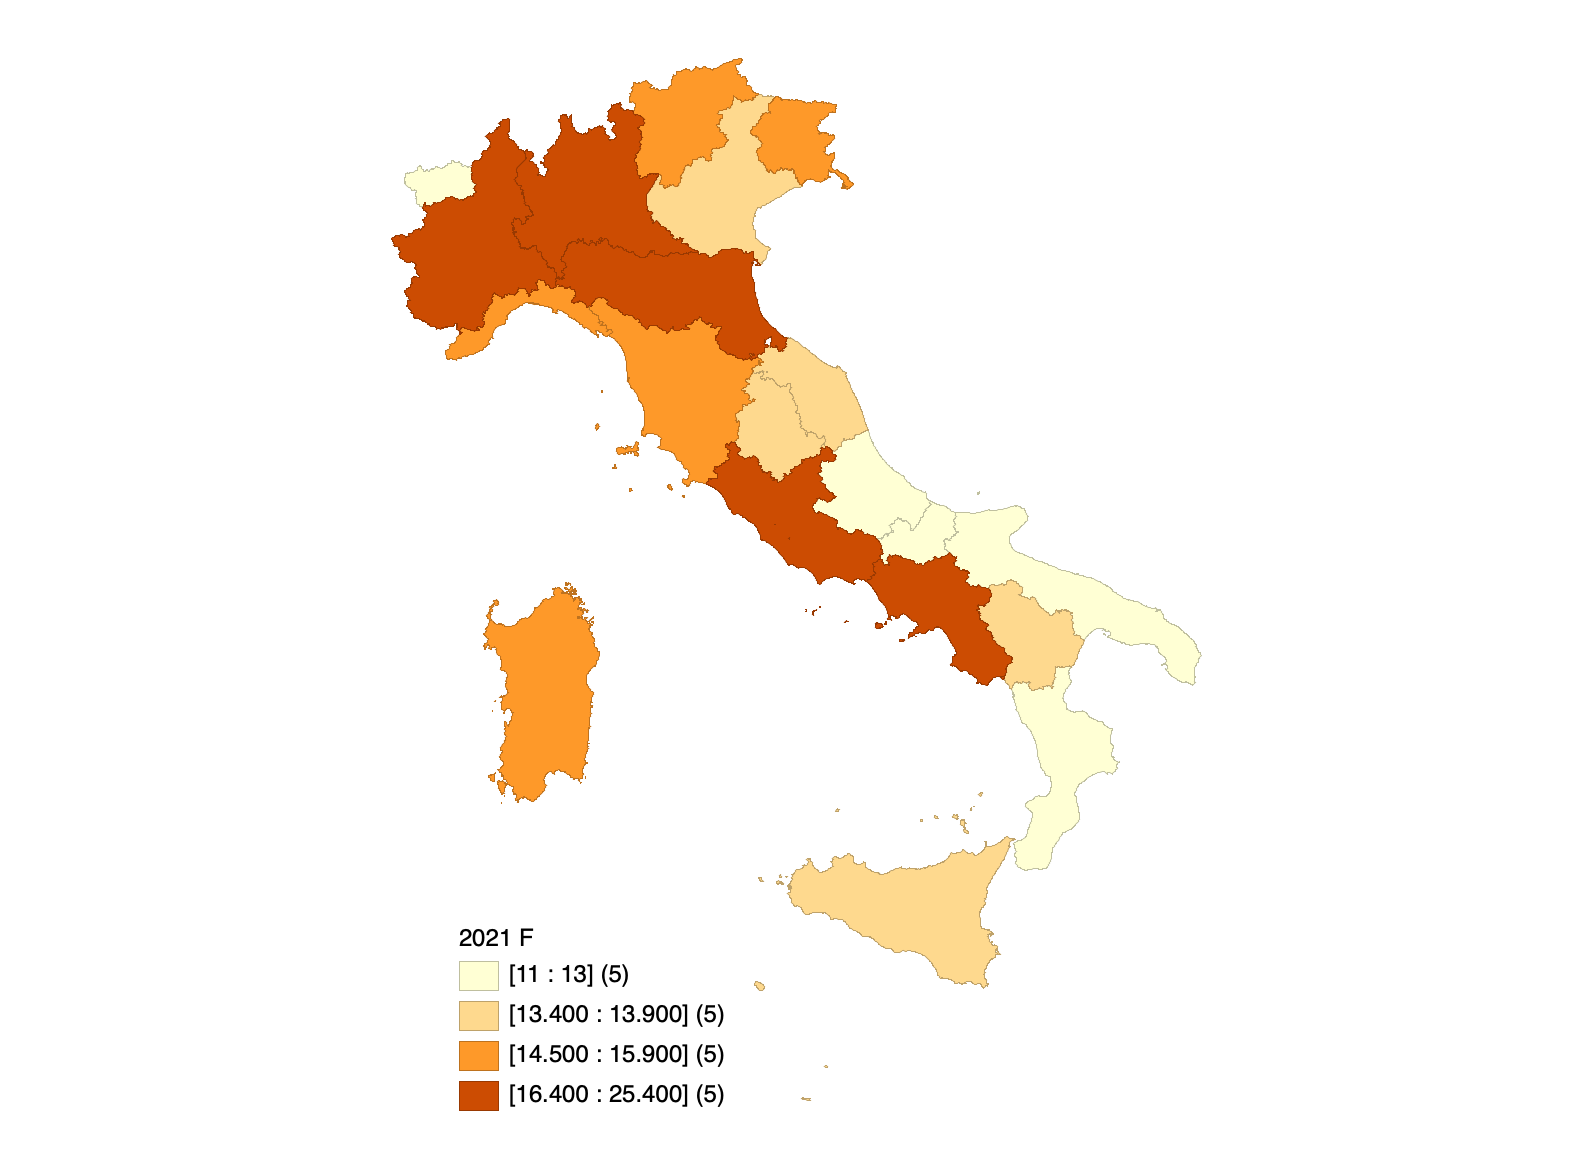 2021 F
[11 : 13] (5)
[13.400 : 13.900] (5)
[14.500 : 15.900] (5)
[16.400 : 25.400] (5)